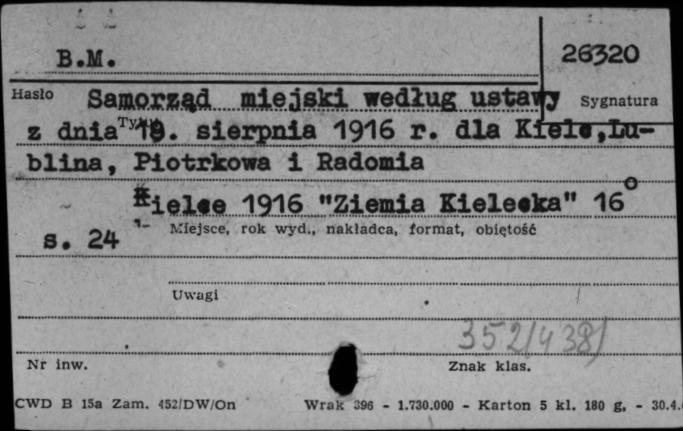 B.M.
26320
Hasło Samorząd miejski według ustawy Sygnatura
z dnia Tytuł 19. sierpnia 1916 r. dla Kielc, Lu-
blina, Piotrkowa i Radomia
Kielce 1916 "Ziemia Kielecka" 16°
s. 24 Miejsce, rok wyd., nakładca, format, objętość
Uwagi
352/438/
Nr inw. Znak klas.
CWD B 15a Zam. 452/DW/On Wrak 396 - 1.730.000 - Karton 5 kl. 180 g. - 30.4.